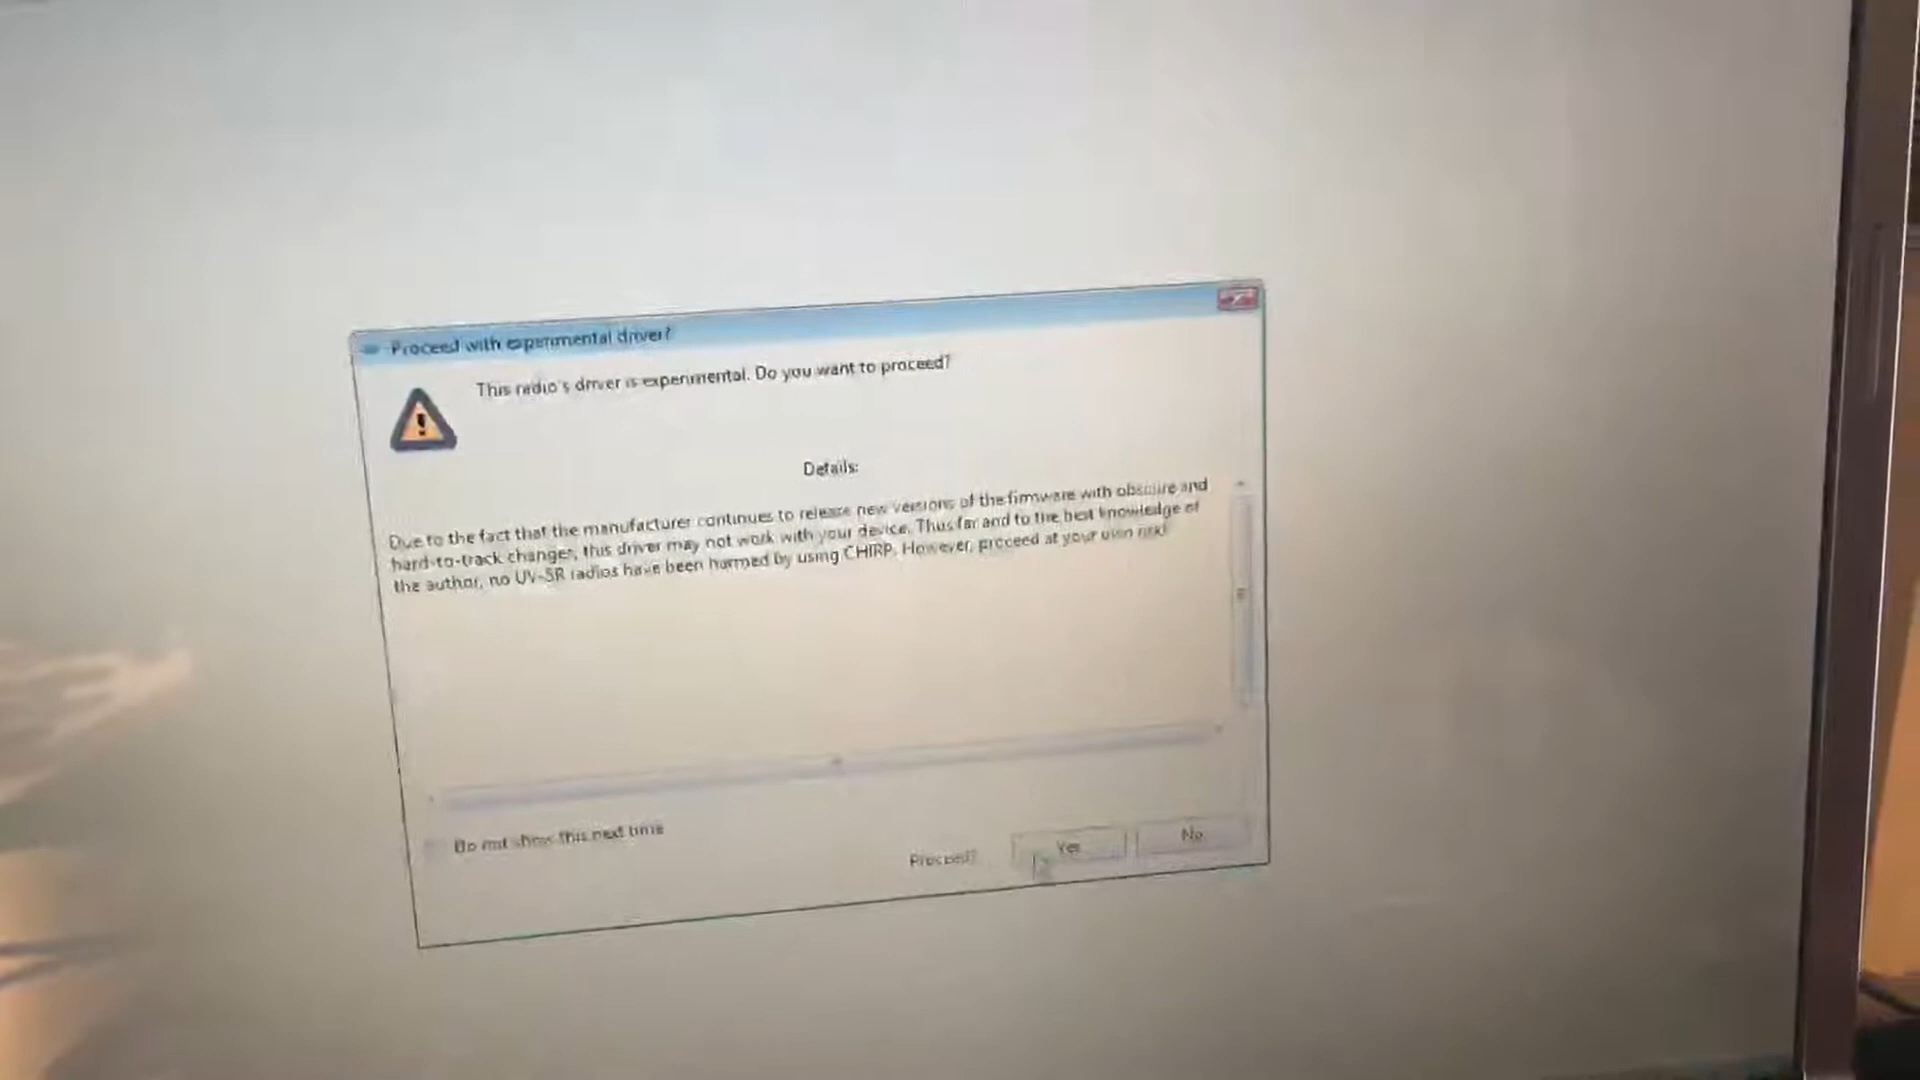 Proceed with experimental driver?
This radio's driver is experimental. Do you want to proceed?
Details:
Due to the fact that the manufacturer continues to release new versions of the firmware with obscure and
hard-to-track changes, this driver may not work with your device. Thus far and to the best knowledge of
the author, no UV-5R radios have been harmed by using CHIRP. However, proceed at your own risk!
Do not show this next time
Proceed?
Yes
No